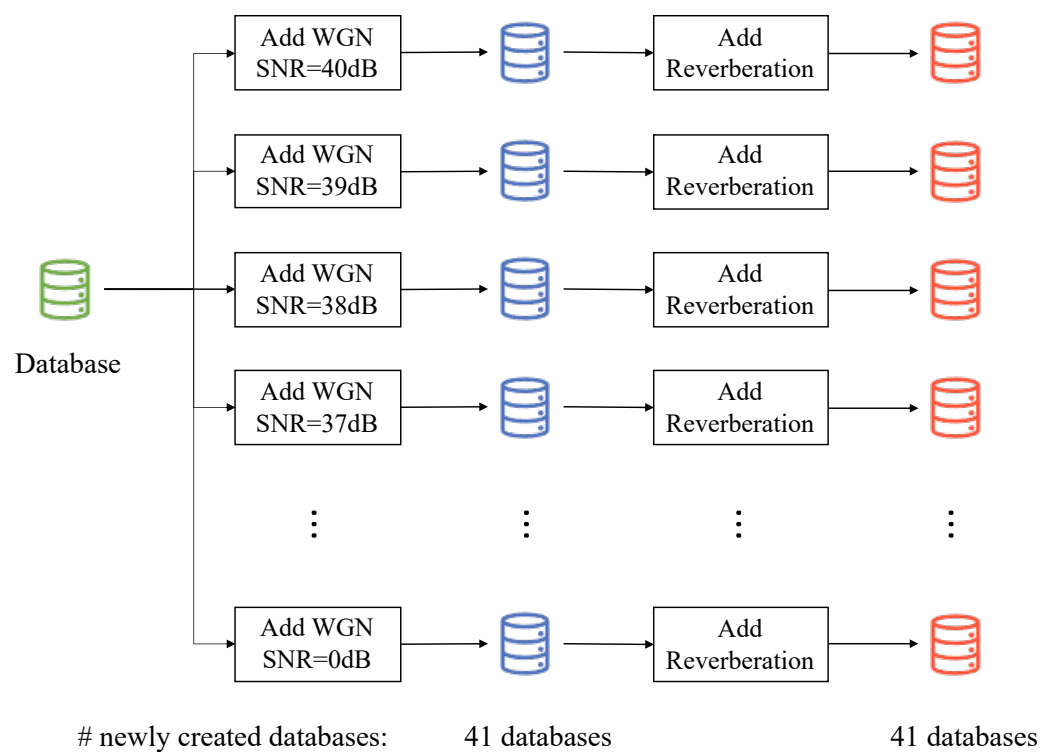 Add WGN
SNR=40dB
Add
Reverberation
Add WGN
SNR=39dB
Add
Reverberation
Add WGN
SNR=38dB
Add
Reverberation
Database
Add WGN
SNR=37dB
Add
Reverberation
Add WGN
SNR=0dB
Add
Reverberation
# newly created databases:
41 databases
41 databases